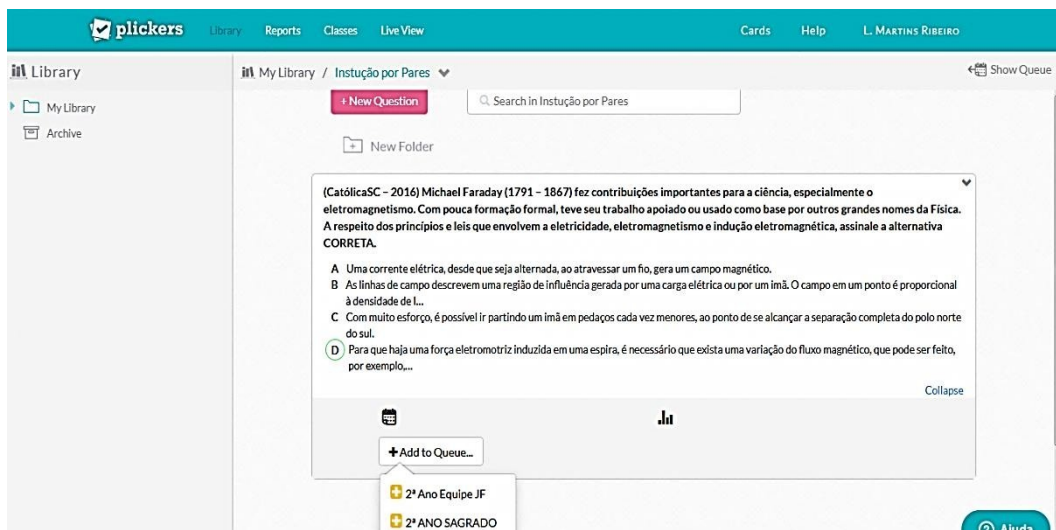 plickers Library Reports Classes Live View Cards Help L. MARTINS RIBEIRO
Library
My Library / Instução por Pares
Show Queue
My Library
Archive
+ New Question
Search in Instução por Pares
New Folder
(CatólicaSC – 2016) Michael Faraday (1791 – 1867) fez contribuições importantes para a ciência, especialmente o
eletromagnetismo. Com pouca formação formal, teve seu trabalho apoiado ou usado como base por outros grandes nomes da Física.
A respeito dos princípios e leis que envolvem a eletricidade, eletromagnetismo e indução eletromagnética, assinale a alternativa
CORRETA.
A Uma corrente elétrica, desde que seja alternada, ao atravessar um fio, gera um campo magnético.
B As linhas de campo descrevem uma região de influência gerada por uma carga elétrica ou por um imã. O campo em um ponto é proporcional
à densidade de l...
C Com muito esforço, é possível ir partindo um imã em pedaços cada vez menores, ao ponto de se alcançar a separação completa do polo norte
do sul.
D Para que haja uma força eletromotriz induzida em uma espira, é necessário que exista uma variação do fluxo magnético, que pode ser feito,
por exemplo,...
Collapse
+Add to Queue...
2ª Ano Equipe JF
2ª ANO SAGRADO
Ajuda